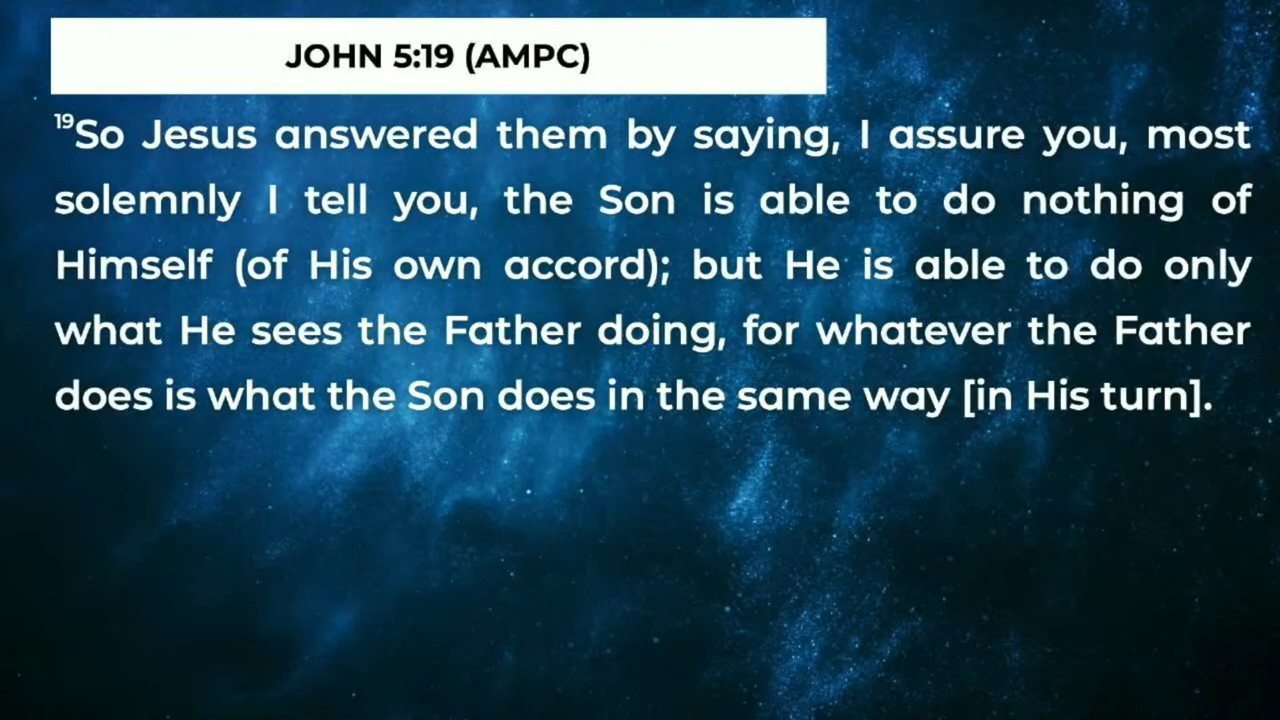 JOHN 5:19 (AMPC)
¹⁹So Jesus answered them by saying, I assure you, most
solemnly I tell you, the Son is able to do nothing of
Himself (of His own accord); but He is able to do only
what He sees the Father doing, for whatever the Father
does is what the Son does in the same way [in His turn].